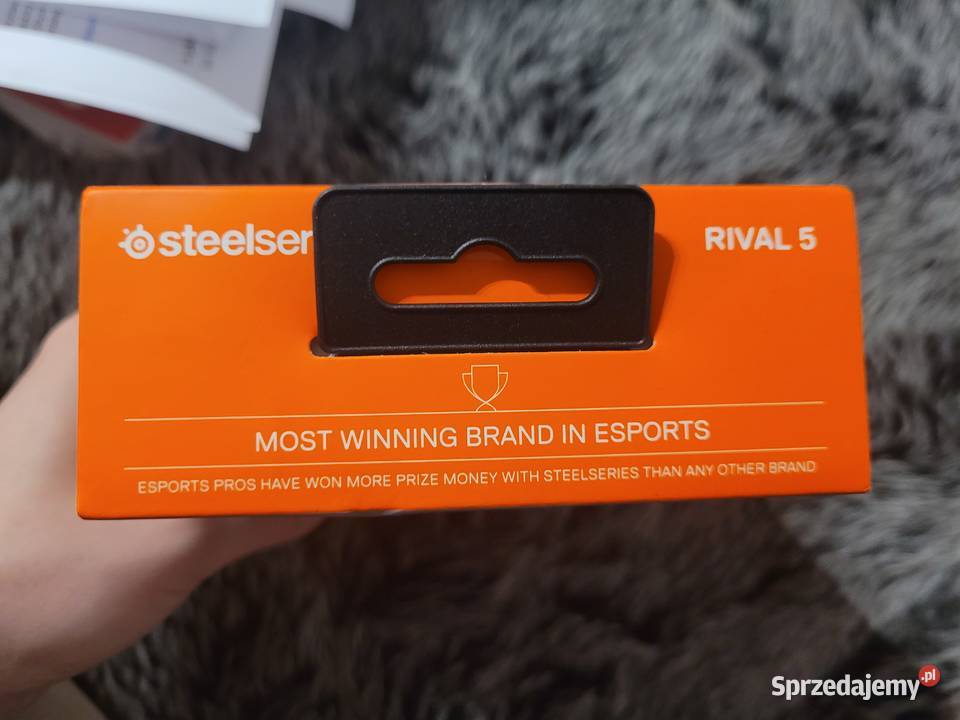 steelser
RIVAL 5
MOST WINNING BRAND IN ESPORTS
ESPORTS PROS HAVE WON MORE PRIZE MONEY WITH STEELSERIES THAN ANY OTHER BRAND
Sprzedajemy.pl